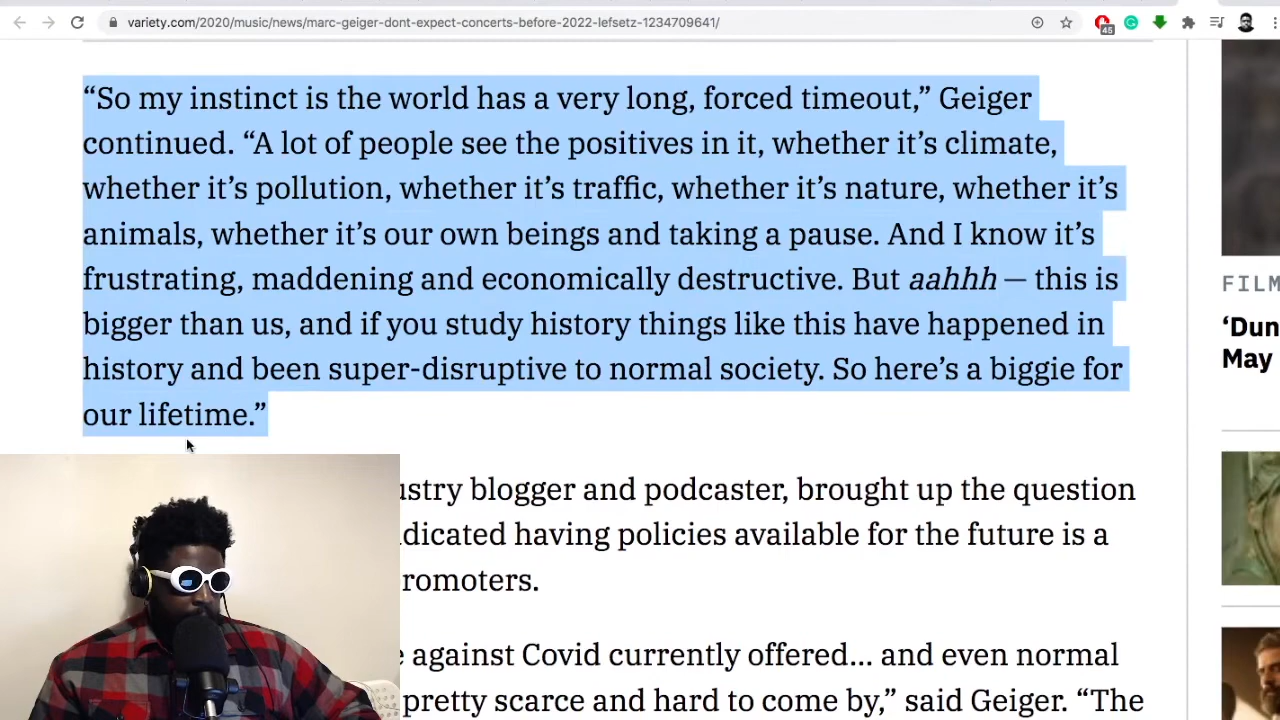 variety.com/2020/music/news/marc-geiger-dont-expect-concerts-before-2022-lefsetz-1234709641/
45
“So my instinct is the world has a very long, forced timeout,” Geiger
continued. “A lot of people see the positives in it, whether it’s climate,
whether it’s pollution, whether it’s traffic, whether it’s nature, whether it’s
animals, whether it’s our own beings and taking a pause. And I know it’s
frustrating, maddening and economically destructive. But aahhh — this is
bigger than us, and if you study history things like this have happened in
history and been super-disruptive to normal society. So here’s a biggie for
our lifetime.”
ustry blogger and podcaster, brought up the question
dicated having policies available for the future is a
romoters.
e against Covid currently offered… and even normal
pretty scarce and hard to come by,” said Geiger. “The
FILM
‘Dun
May